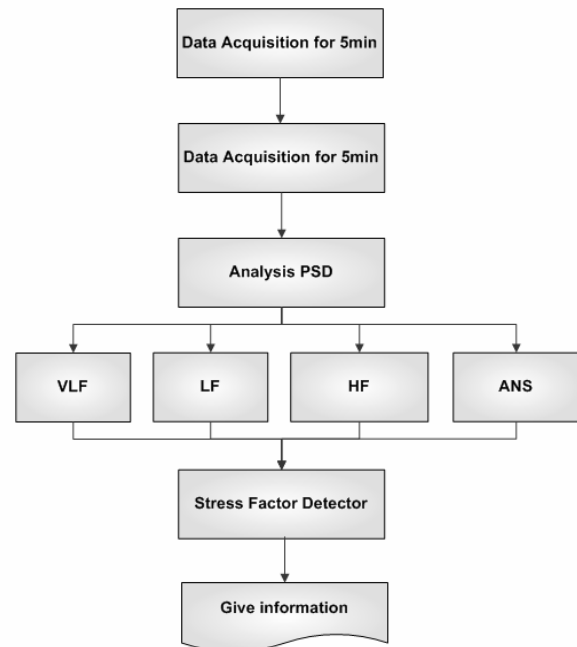 Data Acquisition for 5min
Data Acquisition for 5min
Analysis PSD
VLF
LF
HF
ANS
Stress Factor Detector
Give information